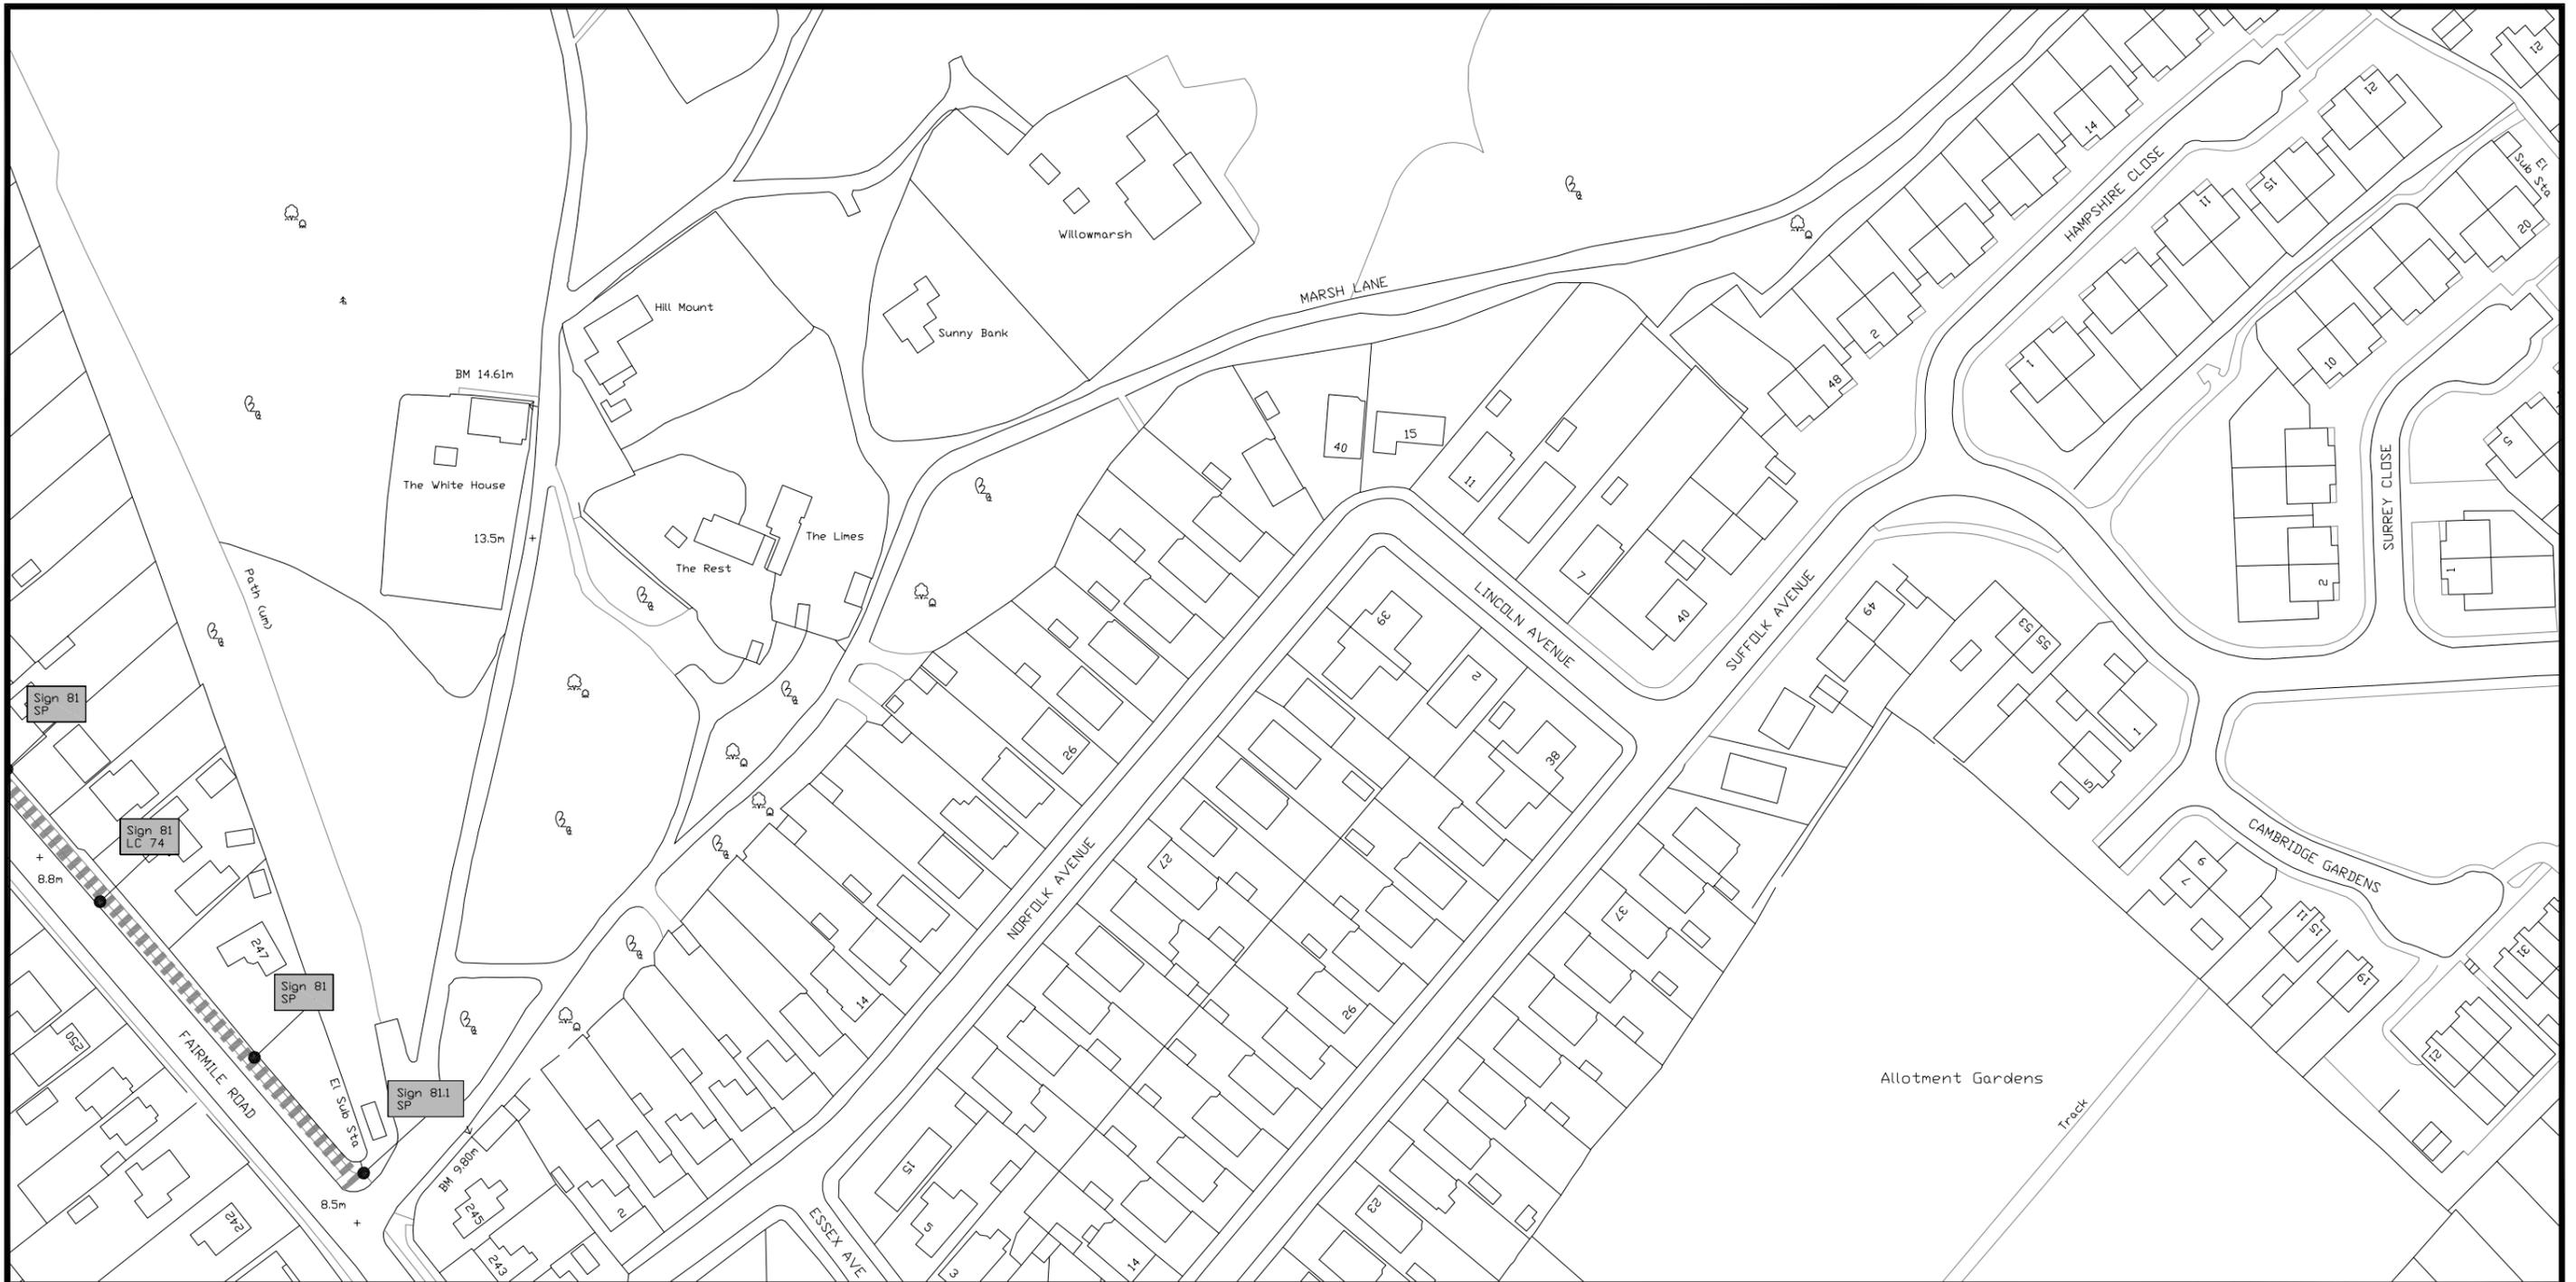 12
12
14
HAMPSHIRE CLOSE
El
Sub Sta
15
11
20
Willowmarsh
MARSH LANE
Hill Mount
Sunny Bank
1
2
48
10
BM 14.61m
The White House
13.5m
40
15
11
5
SURREY CLOSE
The Limes
The Rest
Path (um)
7
40
LINCOLN AVENUE
SUFFOLK AVENUE
39
49
53
55
2
1
2
38
26
1
5
Sign 81
SP
Sign 81
LC 74
8.8m
247
Sign 81
SP
NORFOLK AVENUE
27
37
14
26
CAMBRIDGE GARDENS
9
7
11
15
19
31
21
250
FAIRMILE ROAD
El Sub Sta
Sign 81.1
SP
Allotment Gardens
Track
BM 9.80m
8.5m
242
245
243
2
15
5
3
ESSEX AVE
14
23